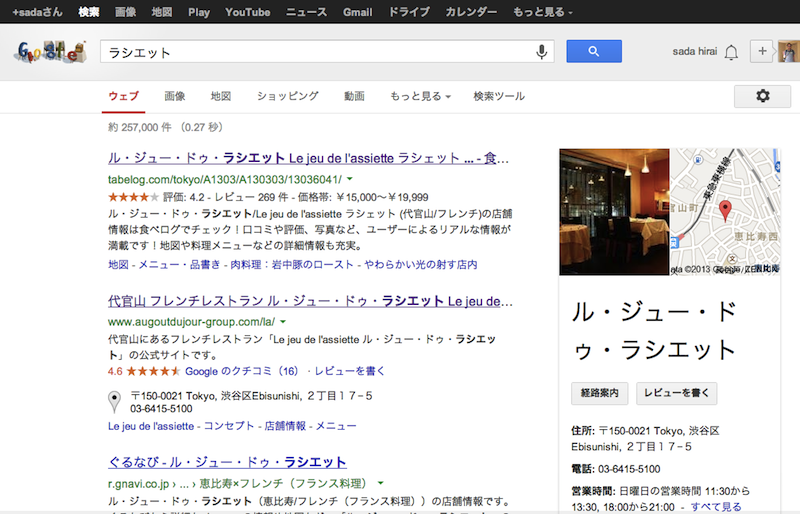 +sadaさん 検索 画像 地図 Play YouTube ニュース Gmail ドライブ カレンダー もっと見る
ラシエット
sada hirai
ウェブ 画像 地図 ショッピング 動画 もっと見る 検索ツール
約 257,000 件 （0.27 秒）
ル・ジュー・ドゥ・ラシエット Le jeu de l'assiette ラシェット ... - 食...
tabelog.com/tokyo/A1303/A130303/13036041/
評価: 4.2 - レビュー 269 件 - 価格帯: ￥15,000～￥19,999
ル・ジュー・ドゥ・ラシエット/Le jeu de l'assiette ラシェット (代官山/フレンチ)の店舗
情報は食べログでチェック！口コミや評価、写真など、ユーザーによるリアルな情報が
満載です！地図や料理メニューなどの詳細情報も充実。
地図 - メニュー・品書き - 肉料理：岩中豚のロースト - やわらかい光の射す店内
代官山 フレンチレストラン ル・ジュー・ドゥ・ラシエット Le jeu de...
www.augoutdujour-group.com/la/
代官山にあるフレンチレストラン「Le jeu de l'assiette ル・ジュー・ドゥ・ラシエッ
ト」の公式サイトです。
4.6 Google のクチコミ（16） · レビューを書く
〒150-0021 Tokyo, 渋谷区Ebisunishi, ２丁目１７−５
03-6415-5100
Le jeu de l'assiette - コンセプト - 店舗情報 - メニュー
ぐるなび - ル・ジュー・ドゥ・ラシエット
r.gnavi.co.jp › ... › 恵比寿×フレンチ（フランス料理）
ル・ジュー・ドゥ・ラシエット（恵比寿/フレンチ（フランス料理））の店舗情報です。
東急東横線
官山町
恵比寿西
©2013 Google
ル・ジュー・ド
ゥ・ラシエット
経路案内 レビューを書く
住所: 〒150-0021 Tokyo, 渋谷区
Ebisunishi, ２丁目１７−５
電話: 03-6415-5100
営業時間: 日曜日の営業時間 11:30から
13:30, 18:00から21:00 - すべて見る